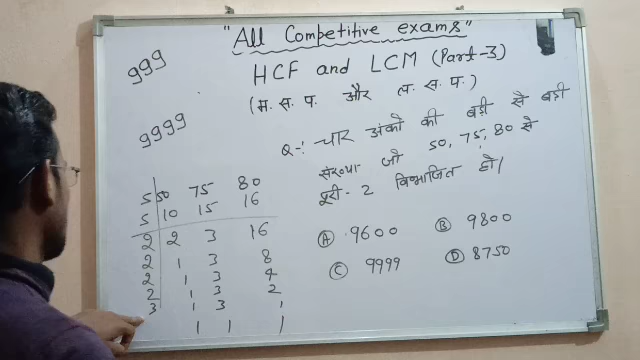 "All Competitive exams"
HCF and LCM (Part-3)
(म. स. प. और ल. स. प.)
999
9999
Q-: चार अंको की बड़ी से बड़ी
संख्या जो 50, 75, 80 से
पूरी-2 विभाजित हो।
5 50 75 80
5 10 15 16
2 2 3 16
2 1 3 8
2 1 3 4
2 1 3 2
3 1 3 1
1 1 1
A 9600 B 9800
C 9999 D 8750